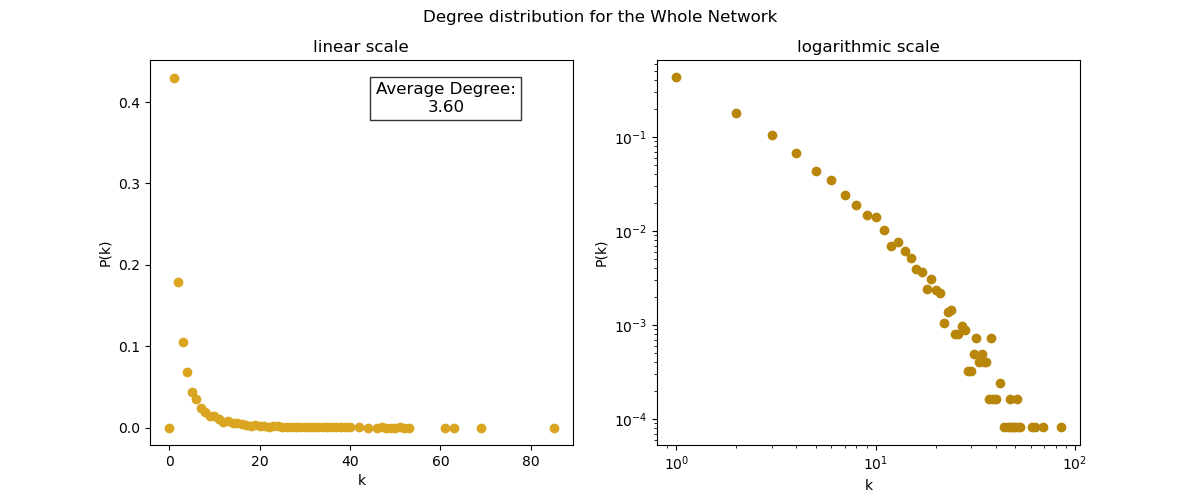 Degree distribution for the Whole Network
linear scale
Average Degree:
3.60
P(k)
0.4
0.3
0.2
0.1
0.0
0
20
40
60
80
k
logarithmic scale
P(k)
10⁻¹
10⁻²
10⁻³
10⁻⁴
10⁰
10¹
10²
k